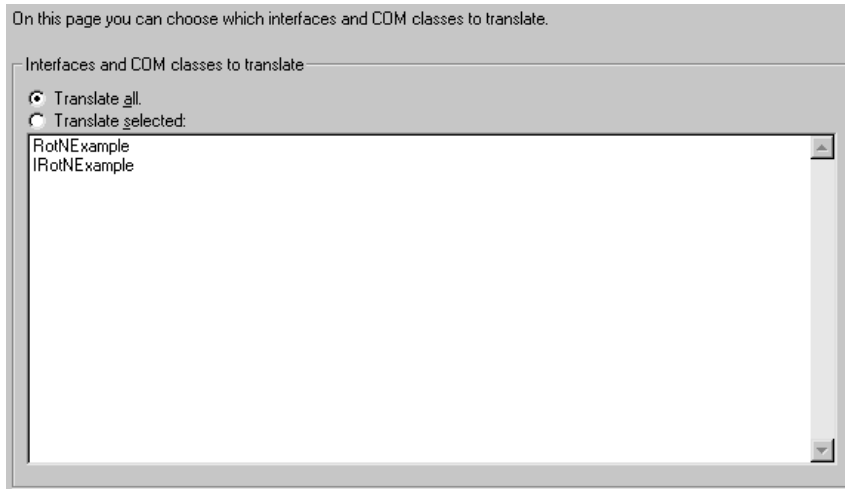 On this page you can choose which interfaces and COM classes to translate.
Interfaces and COM classes to translate
Translate all.
Translate selected:
RotNExample
IRotNExample